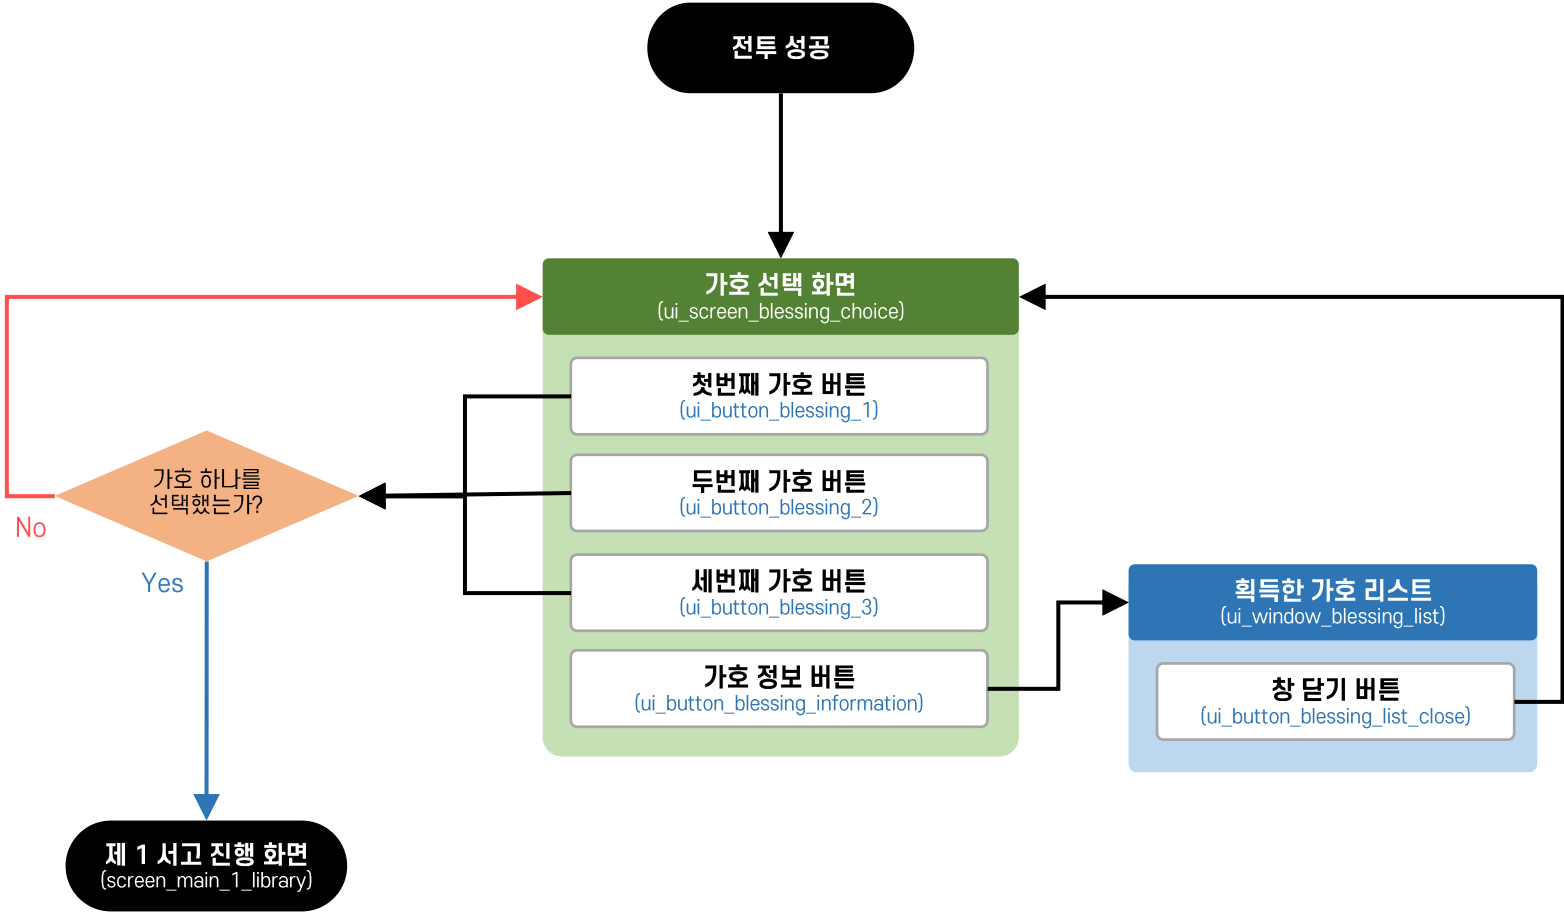 전투 성공
가호 선택 화면
(ui_screen_blessing_choice)
첫번째 가호 버튼
(ui_button_blessing_1)
두번째 가호 버튼
(ui_button_blessing_2)
세번째 가호 버튼
(ui_button_blessing_3)
가호 정보 버튼
(ui_button_blessing_information)
가호 하나를
선택했는가?
No
Yes
획득한 가호 리스트
(ui_window_blessing_list)
창 닫기 버튼
(ui_button_blessing_list_close)
제 1 서고 진행 화면
(screen_main_1_library)